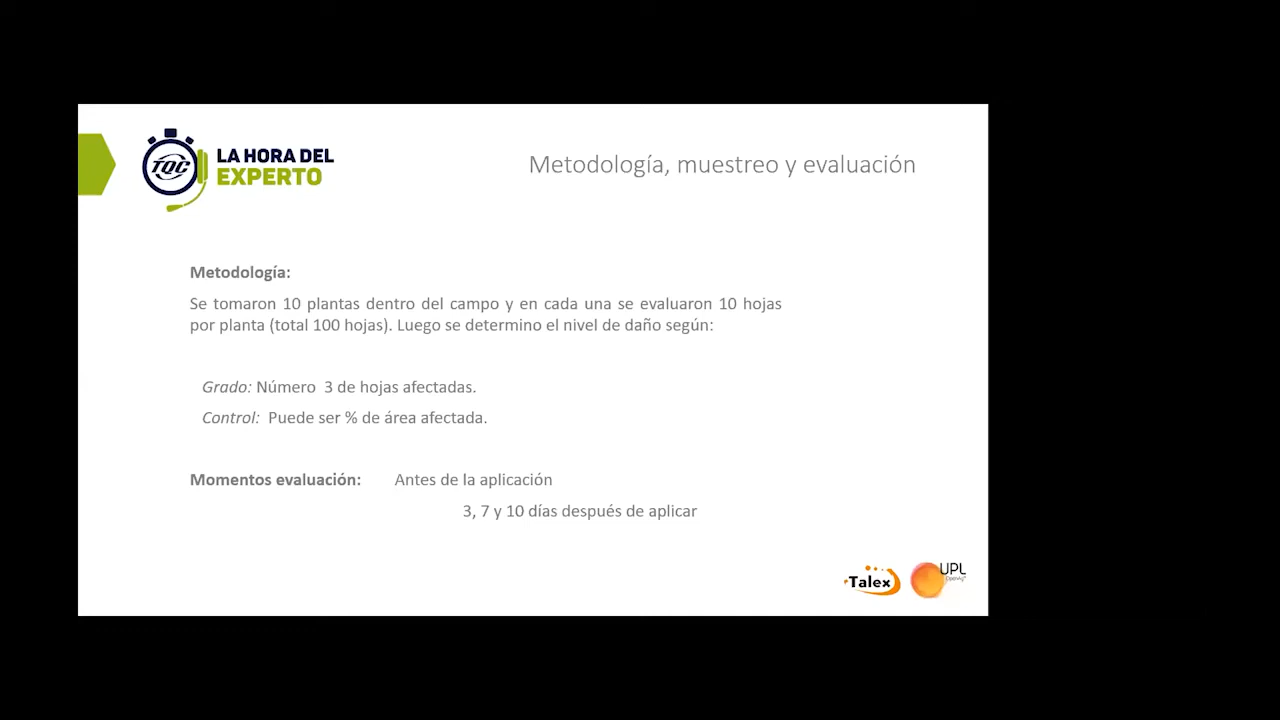 TQC
LA HORA DEL
EXPERTO
Metodología, muestreo y evaluación
Metodología:
Se tomaron 10 plantas dentro del campo y en cada una se evaluaron 10 hojas
por planta (total 100 hojas). Luego se determino el nivel de daño según:
Grado: Número 3 de hojas afectadas.
Control: Puede ser % de área afectada.
Momentos evaluación: Antes de la aplicación
3, 7 y 10 días después de aplicar
Talex
UPL
OpenAg